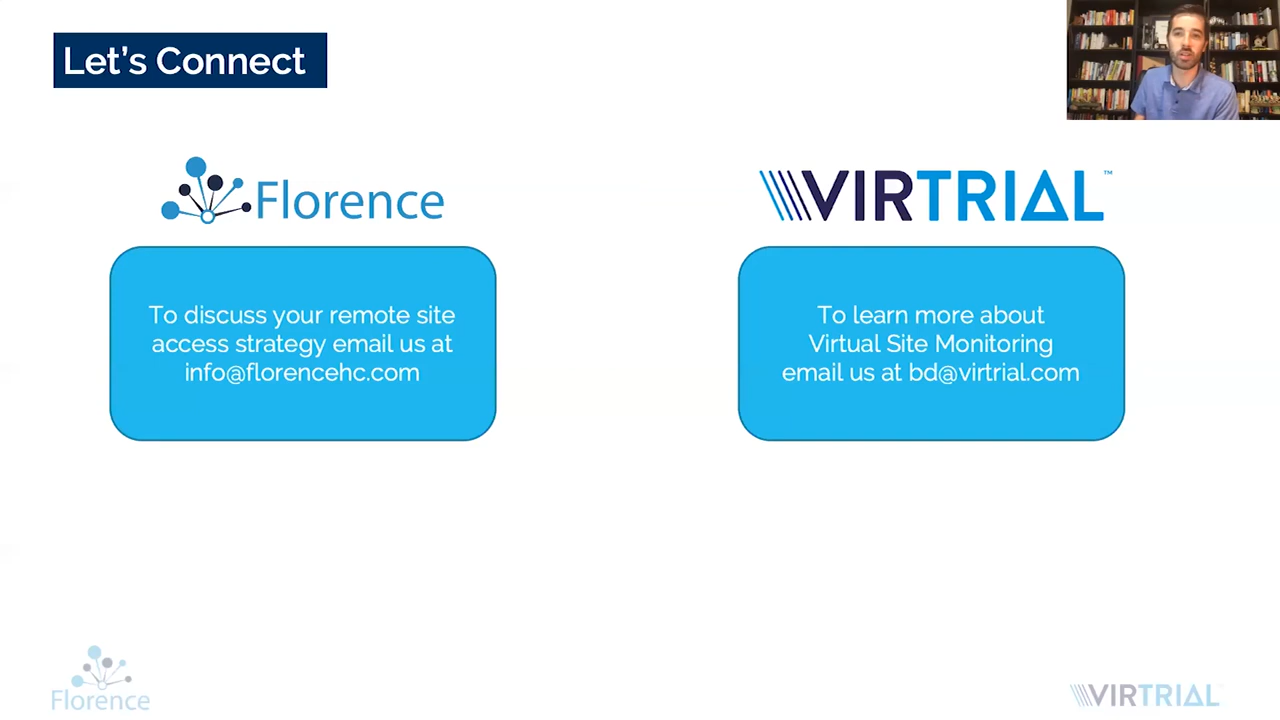 Let's Connect
Florence
VIRTRIAL™
To discuss your remote site
access strategy email us at
info@florencehc.com
To learn more about
Virtual Site Monitoring
email us at bd@virtrial.com
Florence
VIRTRIAL